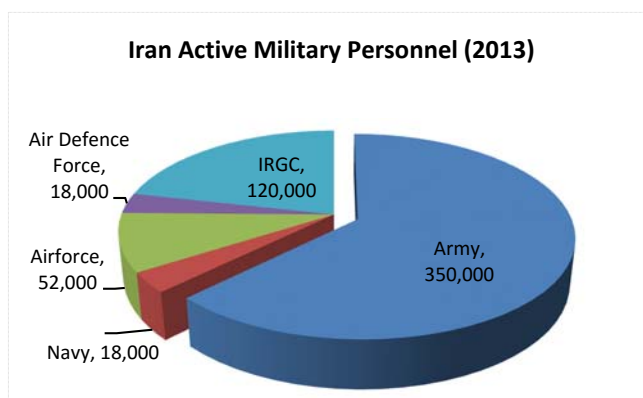 Iran Active Military Personnel (2013)
Air Defence
Force,
18,000
IRGC,
120,000
Army,
350,000
Airforce,
52,000
Navy, 18,000